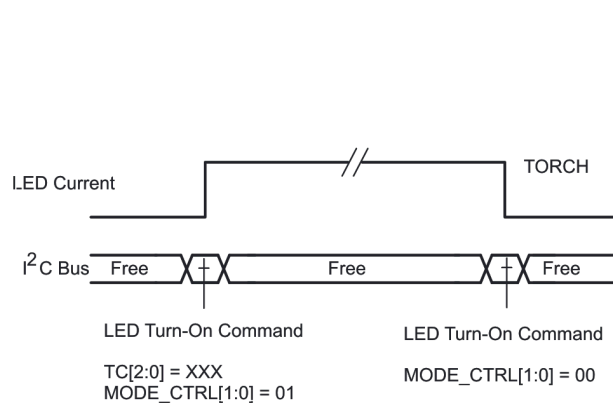 TORCH
LED Current
I2C Bus
Free
Free
Free
LED Turn-On Command
TC[2:0] = XXX
MODE_CTRL[1:0] = 01
LED Turn-On Command
MODE_CTRL[1:0] = 00